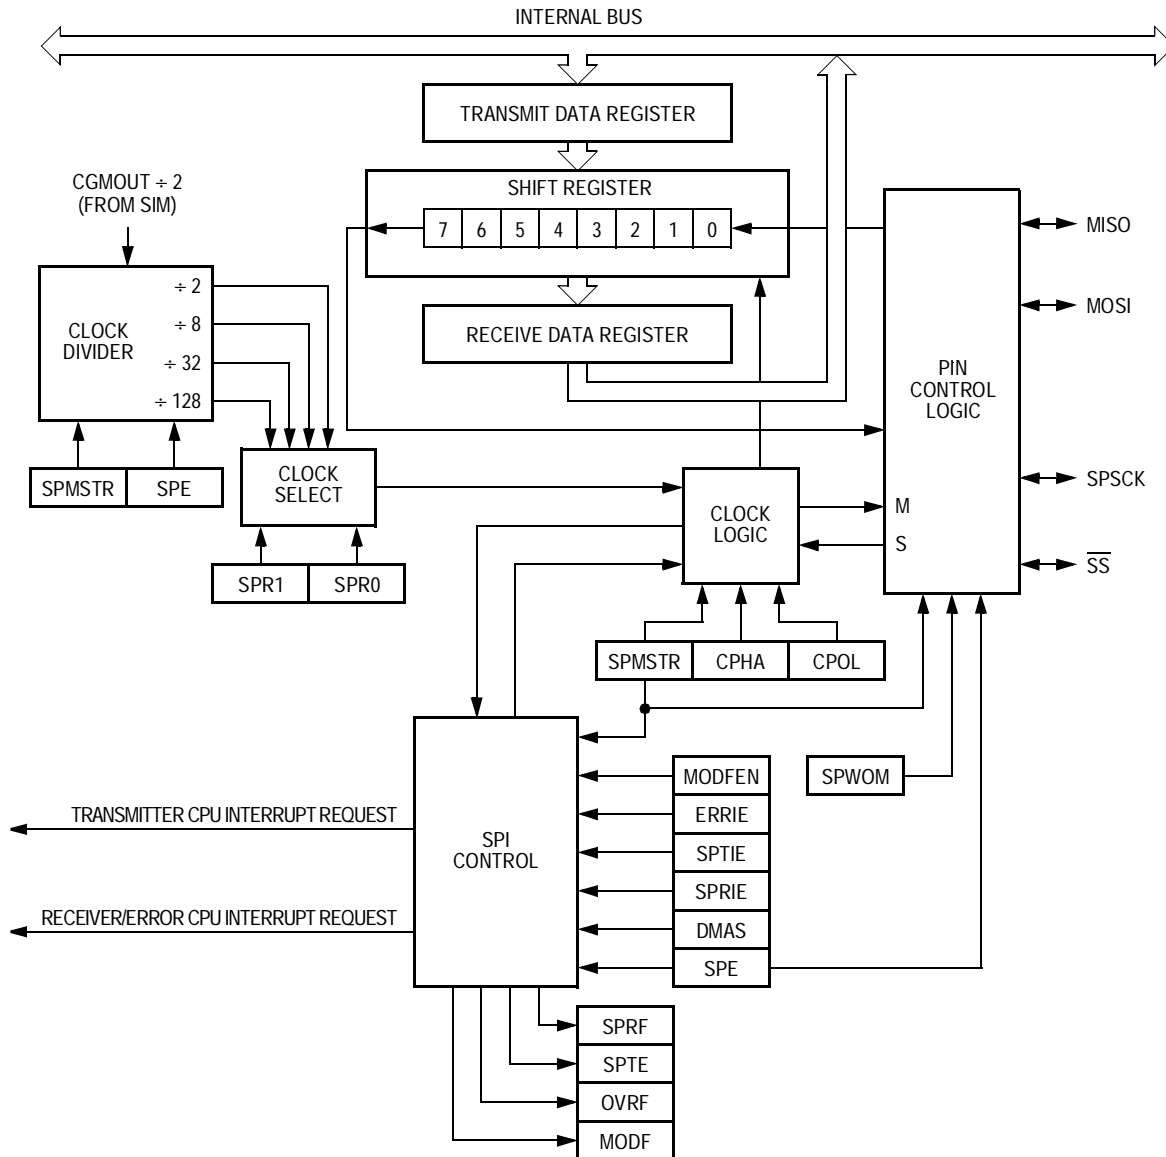 INTERNAL BUS
TRANSMIT DATA REGISTER
SHIFT REGISTER
7 6 5 4 3 2 1 0
RECEIVE DATA REGISTER
CGMOUT ÷ 2
(FROM SIM)
CLOCK
DIVIDER
÷ 2
÷ 8
÷ 32
÷ 128
SPMSTR SPE
CLOCK
SELECT
SPR1 SPR0
CLOCK
LOGIC
SPMSTR CPHA CPOL
PIN
CONTROL
LOGIC
M
S
MISO
MOSI
SPSCK
S̅S̅
SPWOM
TRANSMITTER CPU INTERRUPT REQUEST
RECEIVER/ERROR CPU INTERRUPT REQUEST
SPI
CONTROL
MODFEN
ERRIE
SPTIE
SPRIE
DMAS
SPE
SPRF
SPTE
OVRF
MODF